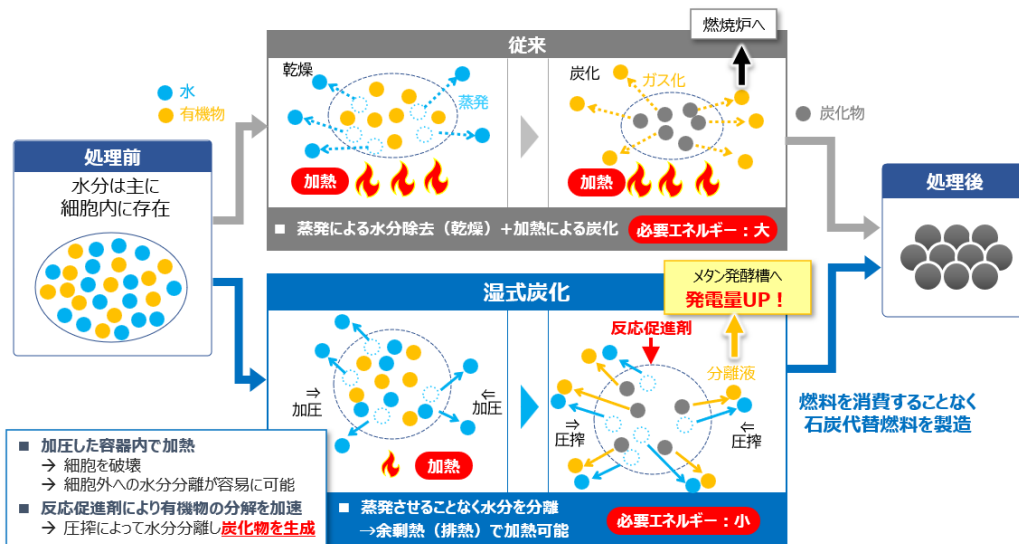 燃焼炉へ
従来
水
有機物
乾燥
蒸発
加熱
炭化
ガス化
加熱
炭化物
■ 蒸発による水分除去（乾燥）+加熱による炭化
必要エネルギー：大
処理前
水分は主に
細胞内に存在
処理後
湿式炭化
メタン発酵槽へ
発電量UP！
反応促進剤
分離液
⇒
加圧
⇐
加圧
加熱
⇒
圧搾
⇐
圧搾
燃料を消費することなく
石炭代替燃料を製造
■ 加圧した容器内で加熱
→ 細胞を破壊
→ 細胞外への水分分離が容易に可能
■ 反応促進剤により有機物の分解を加速
→ 圧搾によって水分分離し炭化物を生成
■ 蒸発させることなく水分を分離
→余剰熱（排熱）で加熱可能
必要エネルギー：小